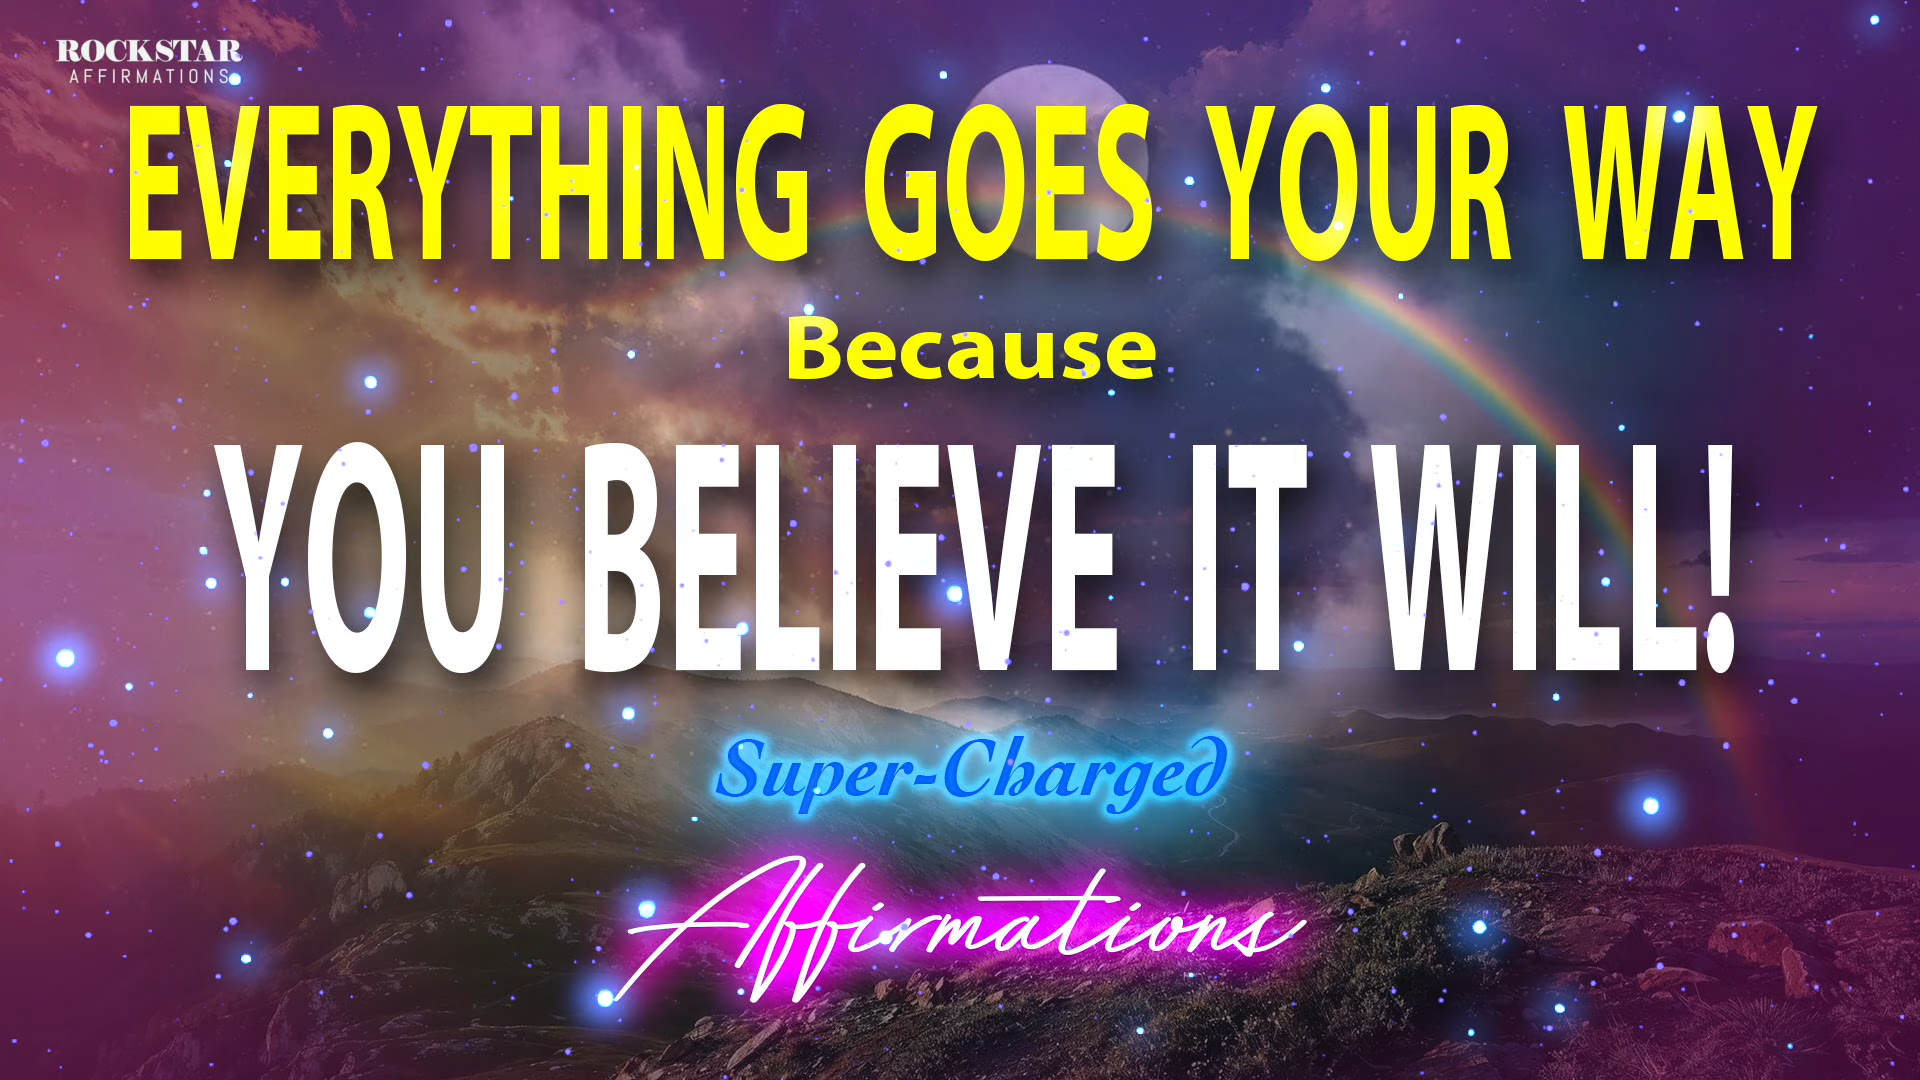 ROCKSTAR
AFFIRMATIONS
EVERYTHING GOES YOUR WAY
Because
YOU BELIEVE IT WILL!
Super-Charged
Affirmations